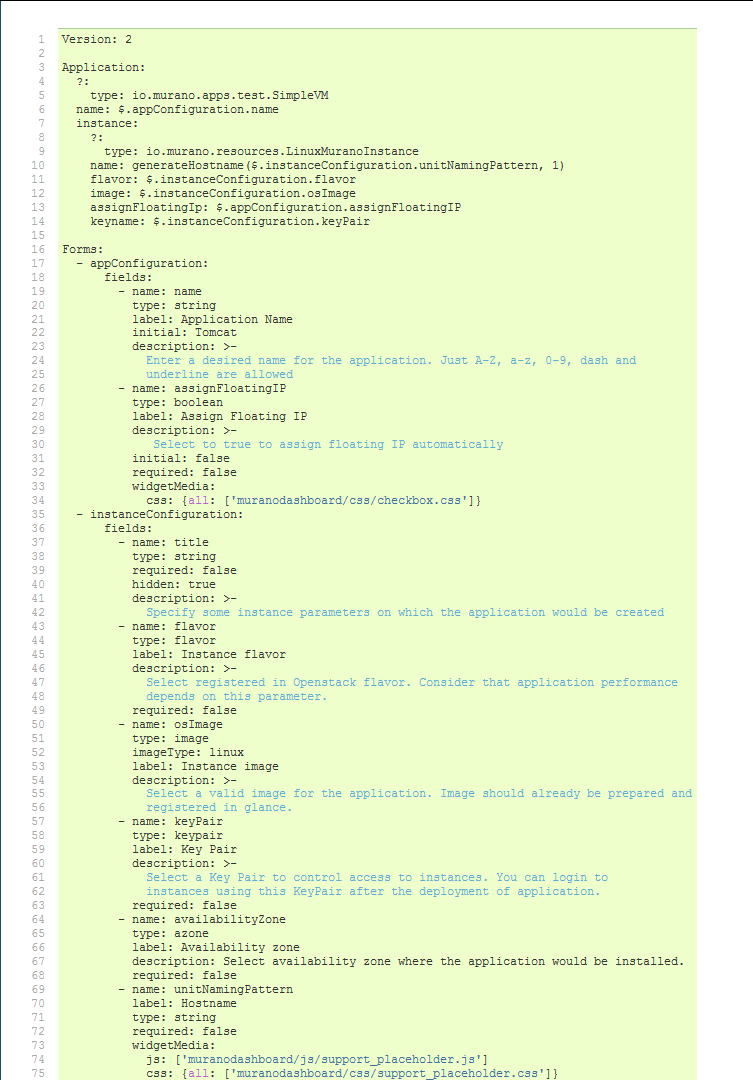 1 Version: 2
2
3 Application:
4   ?:
5     type: io.murano.apps.test.SimpleVM
6   name: $.appConfiguration.name
7   instance:
8     ?:
9       type: io.murano.resources.LinuxMuranoInstance
10     name: generateHostname($.instanceConfiguration.unitNamingPattern, 1)
11     flavor: $.instanceConfiguration.flavor
12     image: $.instanceConfiguration.osImage
13     assignFloatingIp: $.appConfiguration.assignFloatingIP
14     keyname: $.instanceConfiguration.keyPair
15
16 Forms:
17   - appConfiguration:
18       fields:
19         - name: name
20           type: string
21           label: Application Name
22           initial: Tomcat
23           description: >-
24             Enter a desired name for the application. Just A-Z, a-z, 0-9, dash and
25             underline are allowed
26         - name: assignFloatingIP
27           type: boolean
28           label: Assign Floating IP
29           description: >-
30              Select to true to assign floating IP automatically
31           initial: false
32           required: false
33           widgetMedia:
34             css: {all: ['muranodashboard/css/checkbox.css']}
35   - instanceConfiguration:
36       fields:
37         - name: title
38           type: string
39           required: false
40           hidden: true
41           description: >-
42             Specify some instance parameters on which the application would be created
43         - name: flavor
44           type: flavor
45           label: Instance flavor
46           description: >-
47             Select registered in Openstack flavor. Consider that application performance
48             depends on this parameter.
49           required: false
50         - name: osImage
51           type: image
52           imageType: linux
53           label: Instance image
54           description: >-
55             Select a valid image for the application. Image should already be prepared and
56             registered in glance.
57         - name: keyPair
58           type: keypair
59           label: Key Pair
60           description: >-
61             Select a Key Pair to control access to instances. You can login to
62             instances using this KeyPair after the deployment of application.
63           required: false
64         - name: availabilityZone
65           type: azone
66           label: Availability zone
67           description: Select availability zone where the application would be installed.
68           required: false
69         - name: unitNamingPattern
70           label: Hostname
71           type: string
72           required: false
73           widgetMedia:
74             js: ['muranodashboard/js/support_placeholder.js']
75             css: {all: ['muranodashboard/css/support_placeholder.css']}